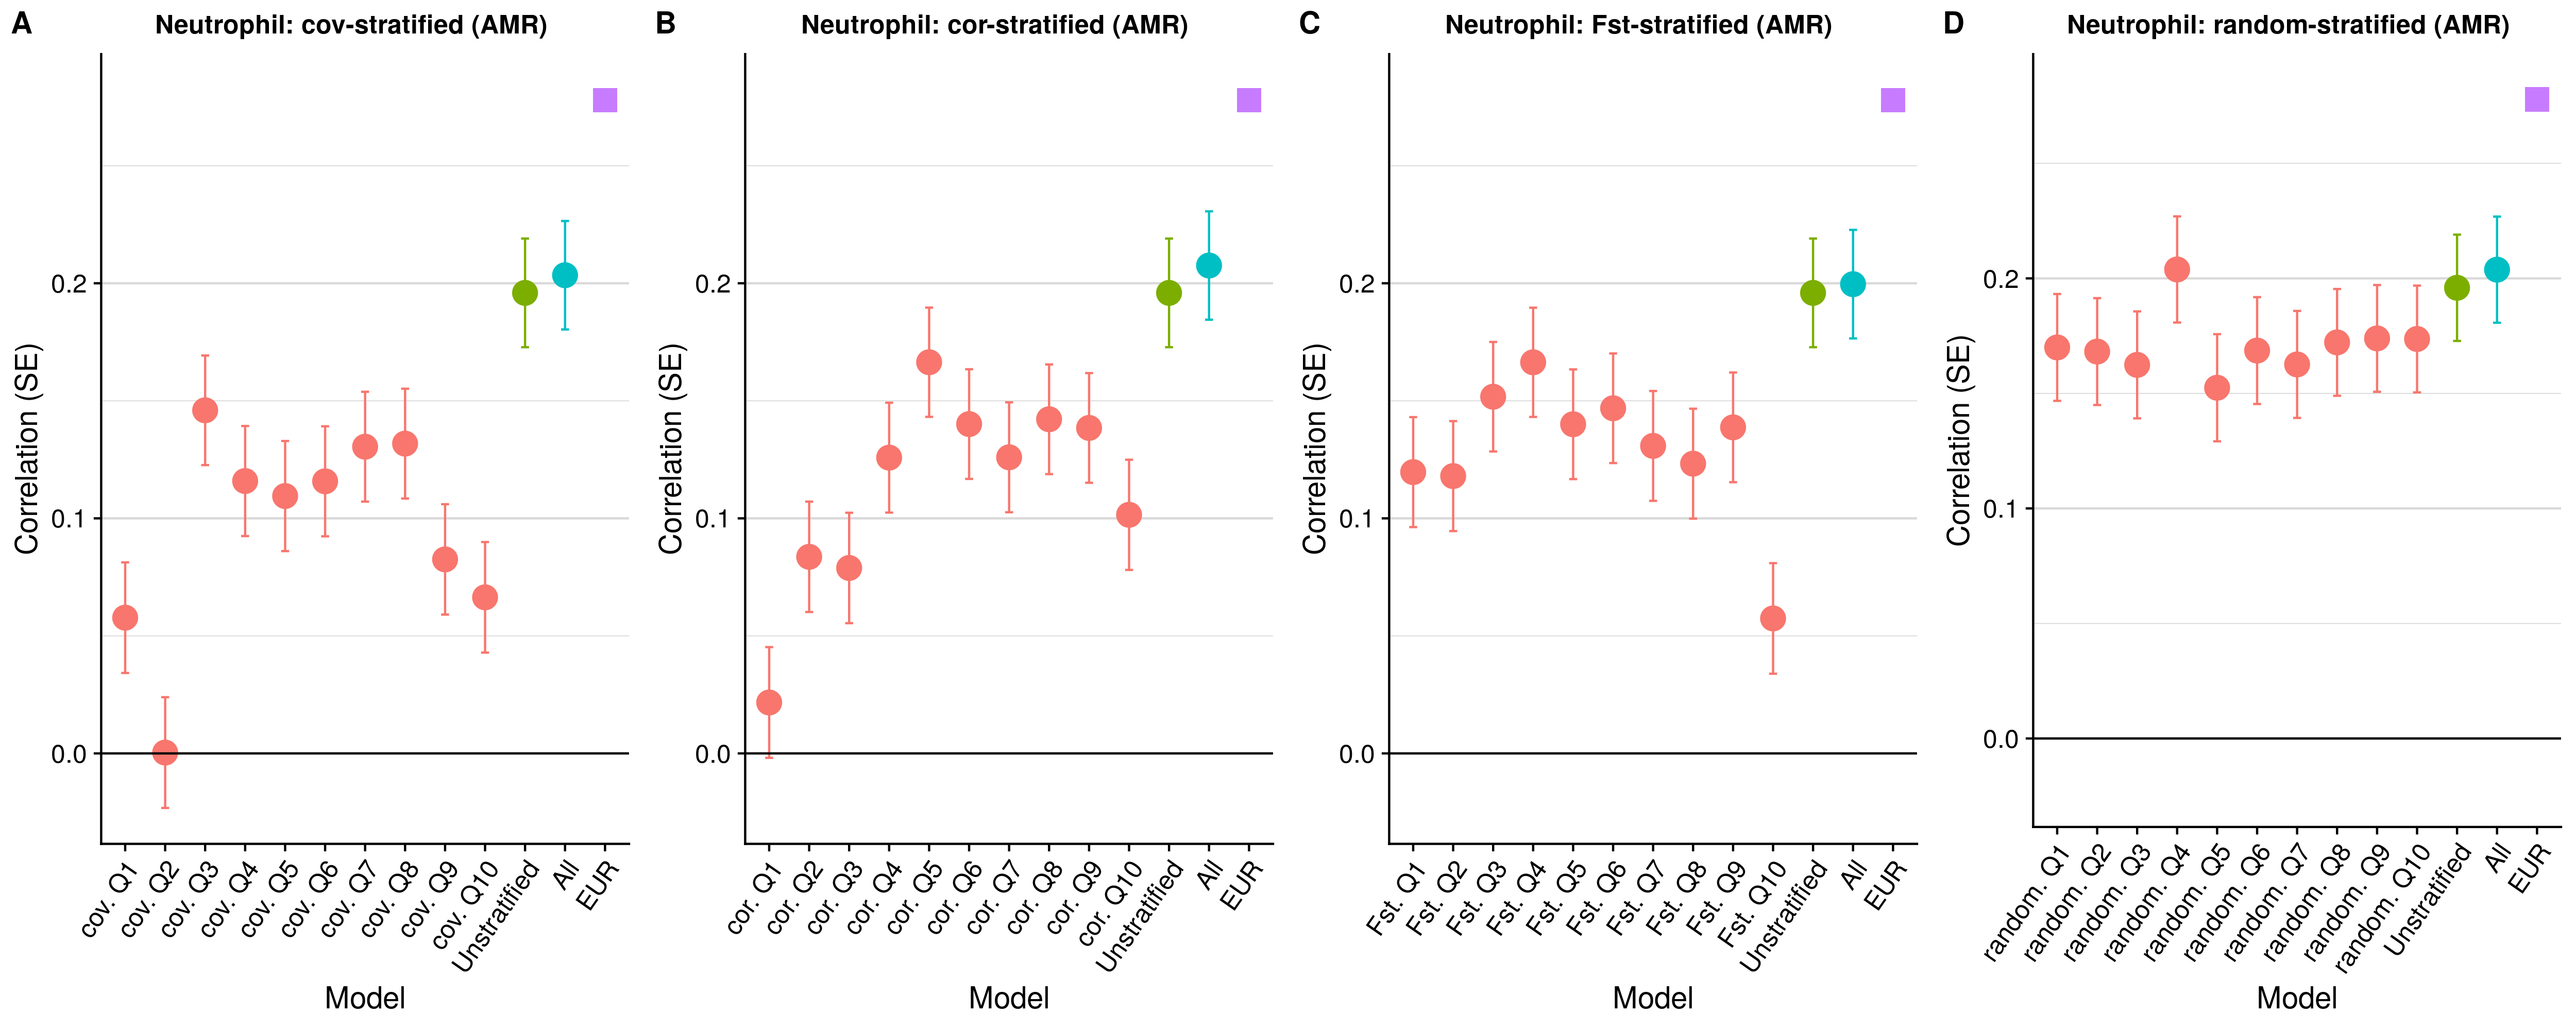 A
Neutrophil: cov-stratified (AMR)
Correlation (SE)
0.2
0.1
0.0
cov. Q1
cov. Q2
cov. Q3
cov. Q4
cov. Q5
cov. Q6
cov. Q7
cov. Q8
cov. Q9
cov. Q10
Unstratified
All
EUR
Model
B
Neutrophil: cor-stratified (AMR)
Correlation (SE)
0.2
0.1
0.0
cor. Q1
cor. Q2
cor. Q3
cor. Q4
cor. Q5
cor. Q6
cor. Q7
cor. Q8
cor. Q9
cor. Q10
Unstratified
All
EUR
Model
C
Neutrophil: Fst-stratified (AMR)
Correlation (SE)
0.2
0.1
0.0
Fst. Q1
Fst. Q2
Fst. Q3
Fst. Q4
Fst. Q5
Fst. Q6
Fst. Q7
Fst. Q8
Fst. Q9
Fst. Q10
Unstratified
All
EUR
Model
D
Neutrophil: random-stratified (AMR)
Correlation (SE)
0.2
0.1
0.0
random. Q1
random. Q2
random. Q3
random. Q4
random. Q5
random. Q6
random. Q7
random. Q8
random. Q9
random. Q10
Unstratified
All
EUR
Model